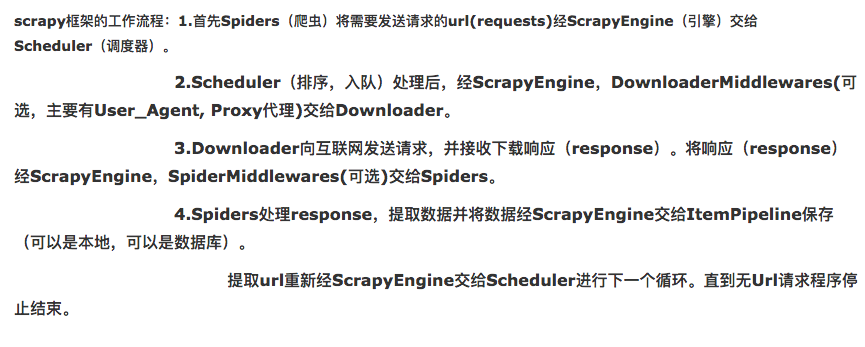 scrapy框架的工作流程：1.首先Spiders（爬虫）将需要发送请求的url(requests)经ScrapyEngine（引擎）交给
Scheduler（调度器）。
2.Scheduler（排序，入队）处理后，经ScrapyEngine，DownloaderMiddlewares(可
选，主要有User_Agent, Proxy代理)交给Downloader。
3.Downloader向互联网发送请求，并接收下载响应（response）。将响应（response）
经ScrapyEngine，SpiderMiddlewares(可选)交给Spiders。
4.Spiders处理response，提取数据并将数据经ScrapyEngine交给ItemPipeline保存
（可以是本地，可以是数据库）。
提取url重新经ScrapyEngine交给Scheduler进行下一个循环。直到无Url请求程序停
止结束。